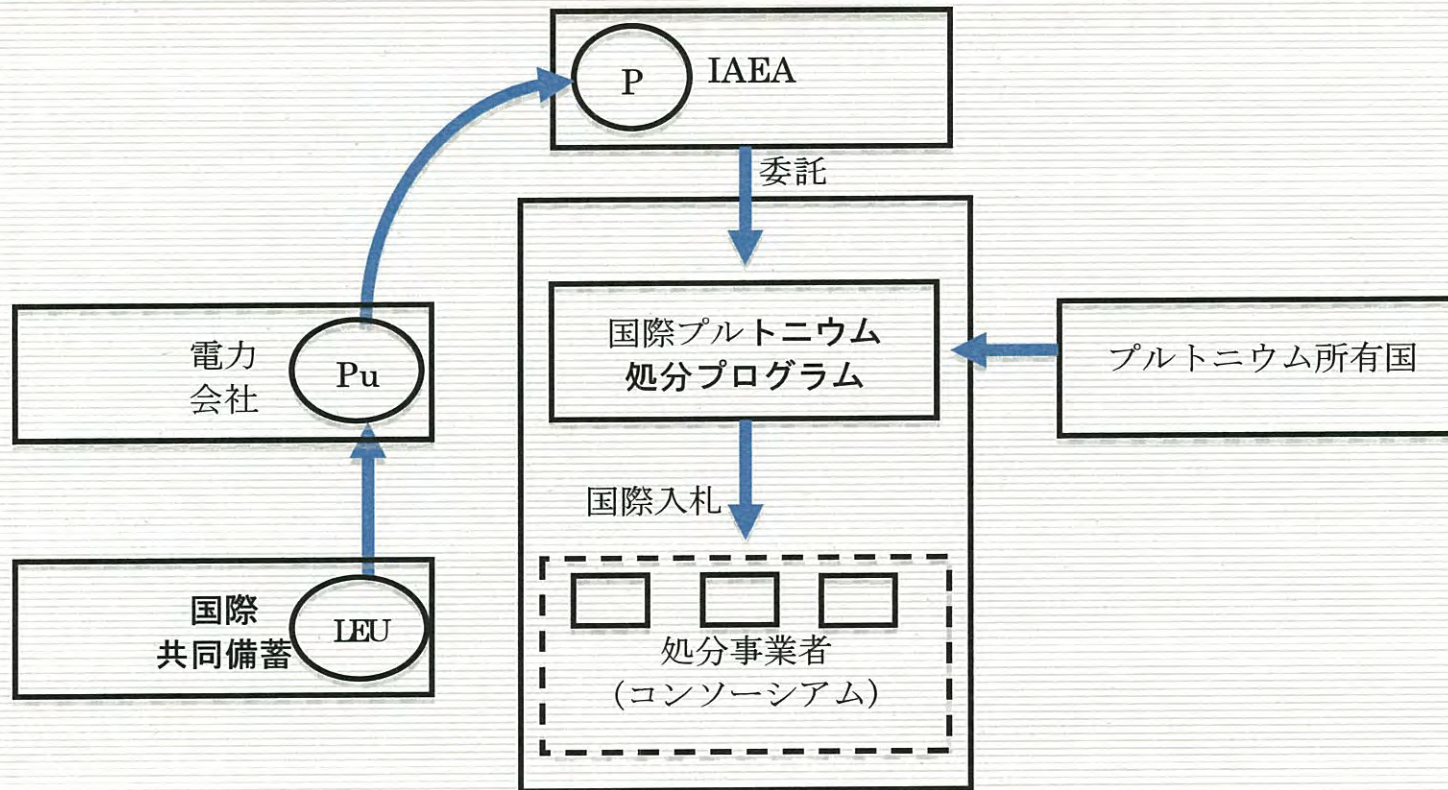 P
IAEA
委託
国際プルトニウム
処分プログラム
プルトニウム所有国
電力
会社
Pu
国際入札
国際
共同備蓄
LEU
処分事業者
(コンソーシアム)